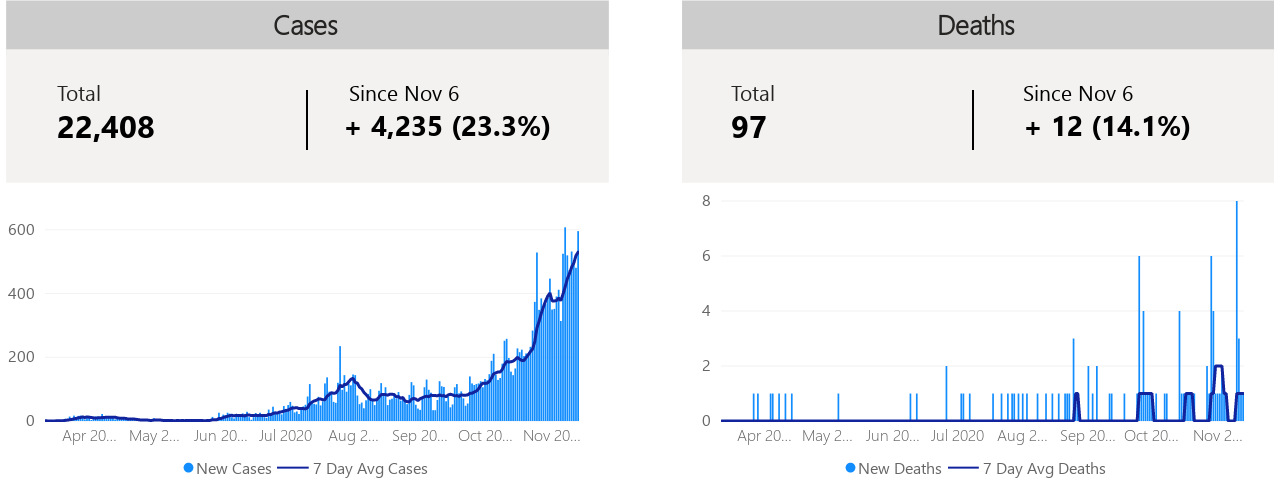 Cases
Total
22,408
Since Nov 6
+ 4,235 (23.3%)
600
400
200
0
Apr 20... May 2... Jun 20... Jul 2020 Aug 2... Sep 20... Oct 20... Nov 20...
New Cases 7 Day Avg Cases
Deaths
Total
97
Since Nov 6
+ 12 (14.1%)
8
6
4
2
0
Apr 20... May 2... Jun 20... Jul 2020 Aug 2... Sep 20... Oct 20... Nov 2...
New Deaths 7 Day Avg Deaths